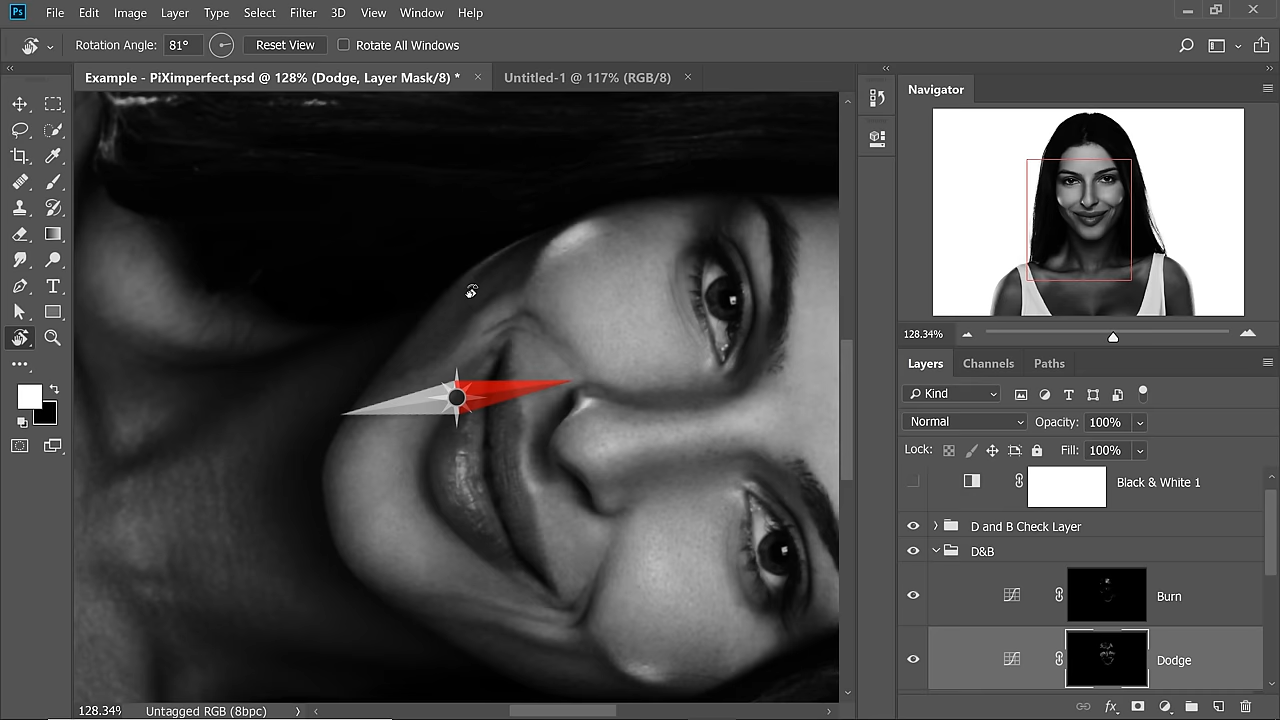 Ps File Edit Image Layer Type Select Filter 3D View Window Help
Rotation Angle: 81° Reset View Rotate All Windows
Example - PiXimperfect.psd @ 128% (Dodge, Layer Mask/8) * × Untitled-1 @ 117% (RGB/8) ×
Navigator
128.34%
Layers Channels Paths
Kind
Normal Opacity: 100%
Lock: Fill: 100%
Black & White 1
D and B Check Layer
D&B
Burn
Dodge
128.34% Untagged RGB (8bpc)
fx